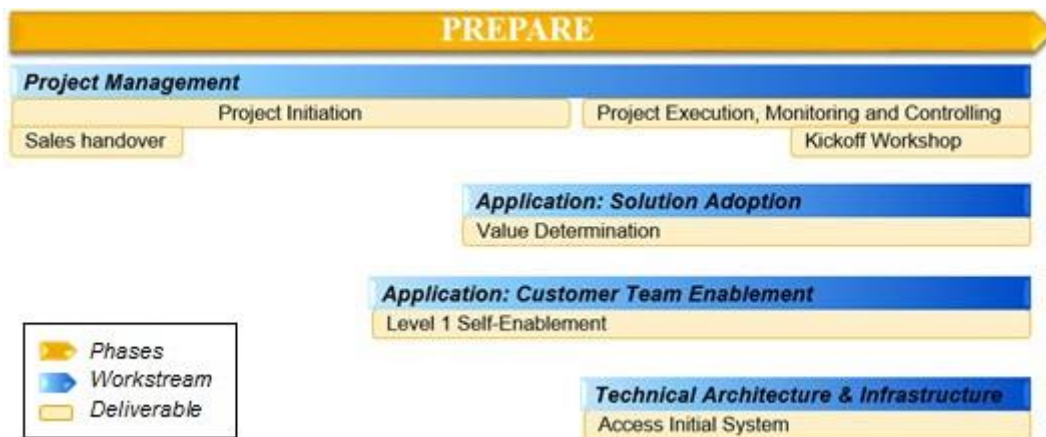 PREPARE
Project Management
Project Initiation
Project Execution, Monitoring and Controlling
Sales handover
Kickoff Workshop
Application: Solution Adoption
Value Determination
Application: Customer Team Enablement
Level 1 Self-Enablement
Phases
Workstream
Deliverable
Technical Architecture & Infrastructure
Access Initial System